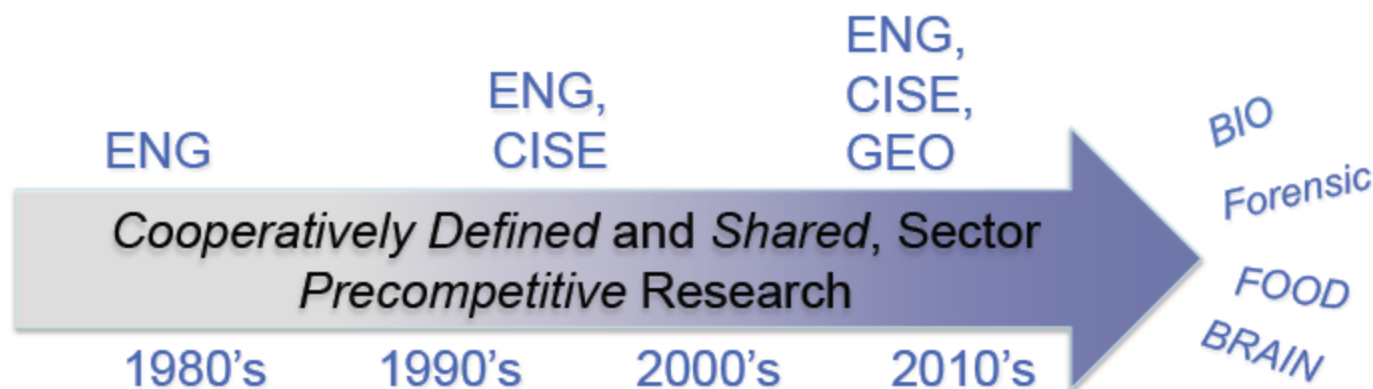 ENG
ENG,
CISE
ENG,
CISE,
GEO
Cooperatively Defined and Shared, Sector
Precompetitive Research
1980's 1990's 2000's 2010's
BIO
Forensic
FOOD
BRAIN